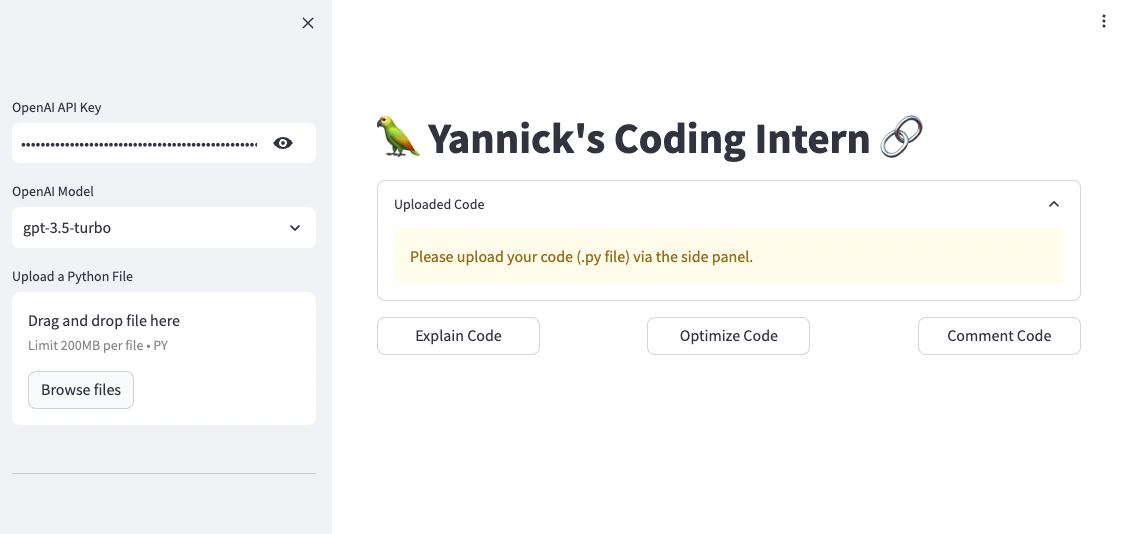 OpenAI API Key
••••••••••••••••••••••••••••••••••••••••••••••••
OpenAI Model
gpt-3.5-turbo
Upload a Python File
Drag and drop file here
Limit 200MB per file • PY
Browse files
🦜 Yannick's Coding Intern 🔗
Uploaded Code
Please upload your code (.py file) via the side panel.
Explain Code
Optimize Code
Comment Code